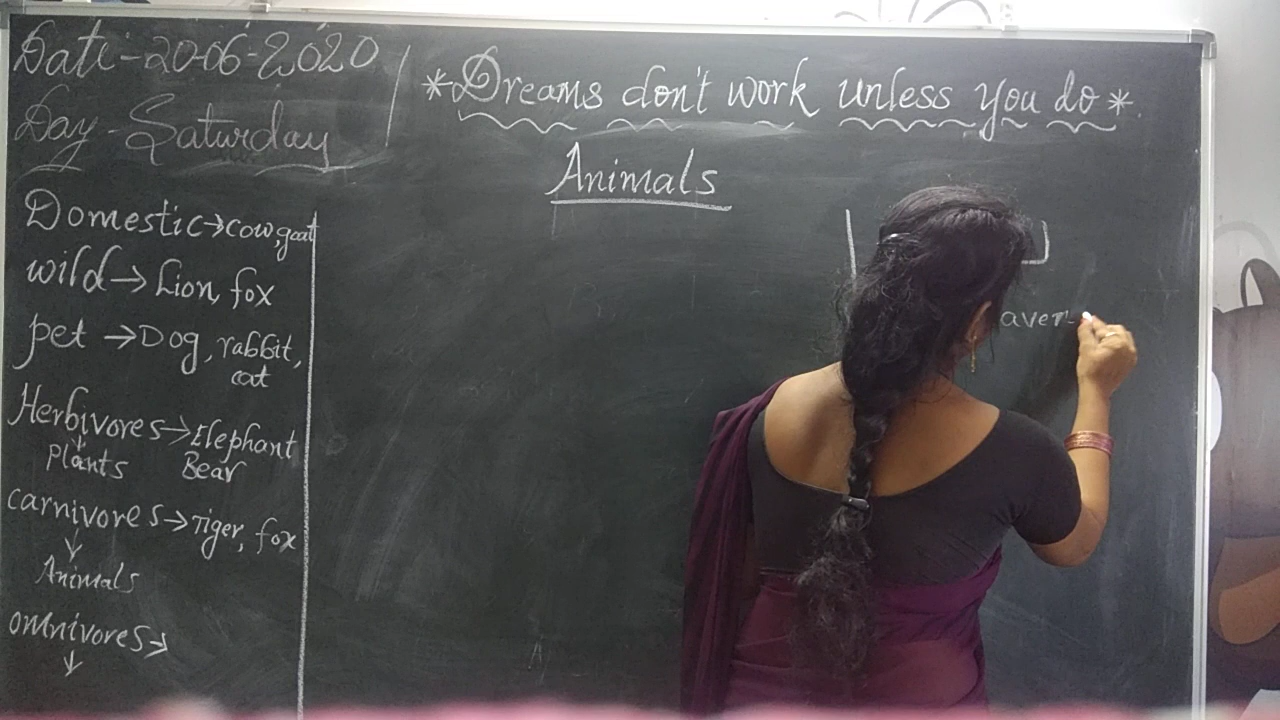 Date:-20-06-2020
Day-Saturday
*Dreams don't work unless you do*
Animals
Domestic→cow,goat
wild→Lion,fox
pet→Dog,rabbit,
cat
Herbivores→Elephant
Plants Bear
carnivores→Tiger,fox
Animals
omnivores→
aver-